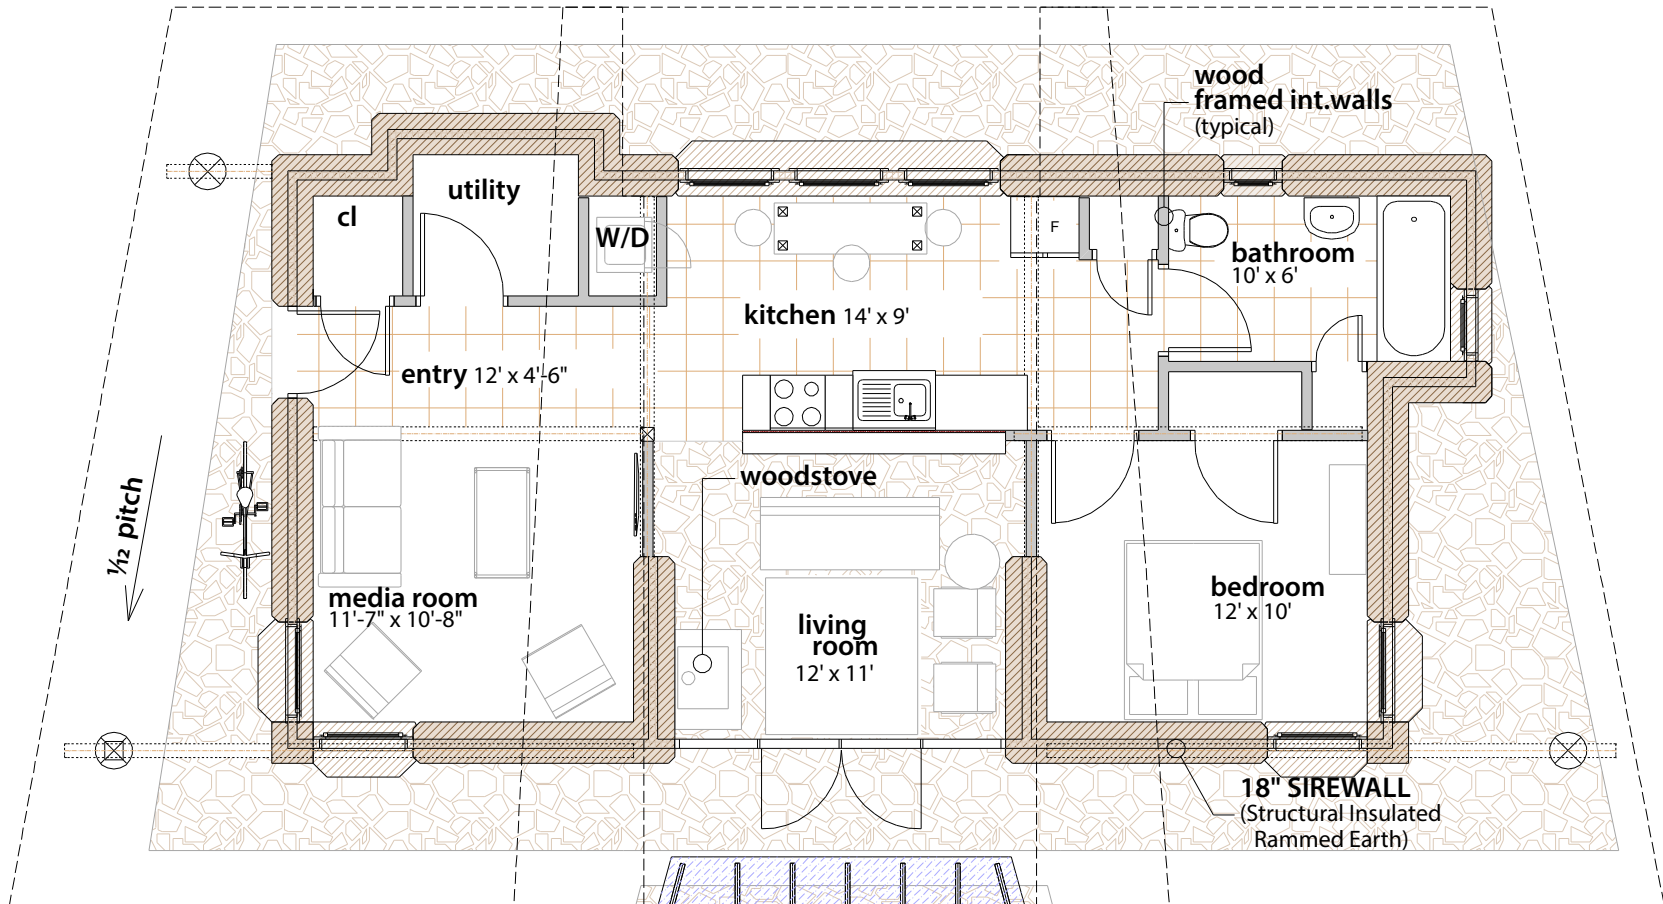 wood
framed int.walls
(typical)
utility
cl
W/D
F
bathroom
10' x 6'
kitchen 14' x 9'
entry 12' x 4'-6"
woodstove
1/12 pitch
media room
11'-7" x 10'-8"
living
room
12' x 11'
bedroom
12' x 10'
18" SIREWALL
(Structural Insulated
Rammed Earth)